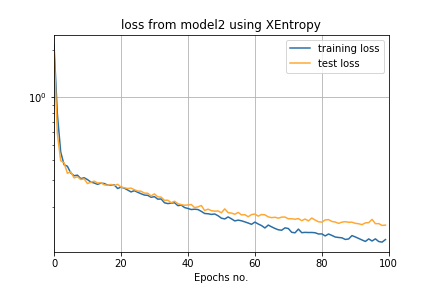 loss from model2 using XEntropy
training loss
test loss
10⁰
0 20 40 60 80 100
Epochs no.